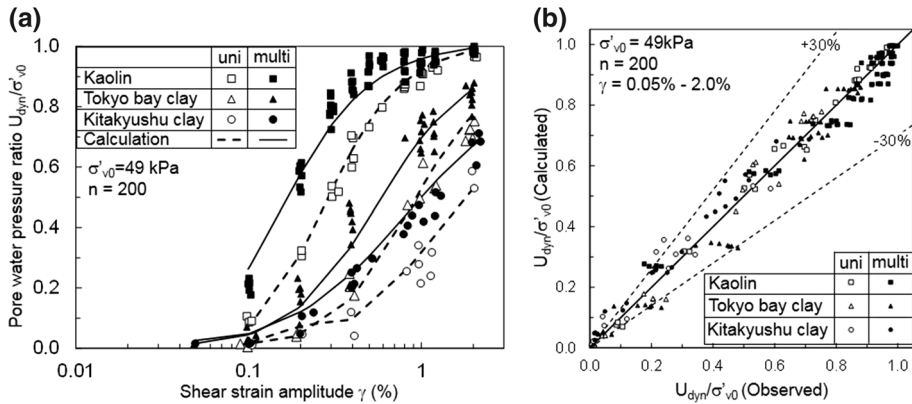 (a)
Pore water pressure ratio U_dyn/σ'_v0
1.0
0.8
0.6
0.4
0.2
0.0
uni multi
Kaolin
Tokyo bay clay
Kitakyushu clay
Calculation
σ'_v0=49 kPa
n = 200
0.01 0.1 1
Shear strain amplitude γ (%)
(b)
U_dyn/σ'_v0 (Calculated)
1.0
0.8
0.6
0.4
0.2
0.0
σ'_v0 = 49kPa
n = 200
γ = 0.05% - 2.0%
+30%
-30%
uni multi
Kaolin
Tokyo bay clay
Kitakyushu clay
0.0 0.2 0.4 0.6 0.8 1.0
U_dyn/σ'_v0 (Observed)